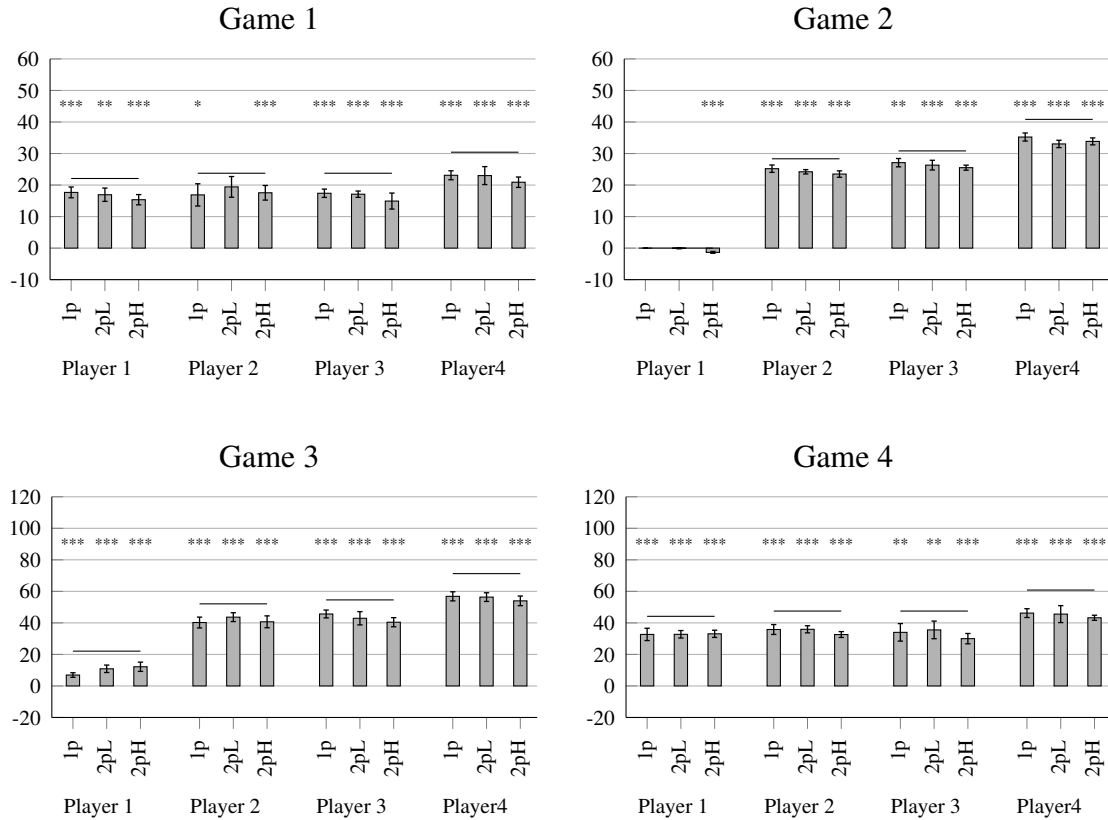 Game 1
60
50
40
30
20
10
0
-10
*** ** *** * *** *** *** *** *** *** ***
1p 2pL 2pH 1p 2pL 2pH 1p 2pL 2pH 1p 2pL 2pH
Player 1 Player 2 Player 3 Player4
Game 2
60
50
40
30
20
10
0
-10
*** *** *** *** ** *** *** *** *** ***
1p 2pL 2pH 1p 2pL 2pH 1p 2pL 2pH 1p 2pL 2pH
Player 1 Player 2 Player 3 Player4
Game 3
120
100
80
60
40
20
0
-20
*** *** *** *** *** *** *** *** *** *** *** ***
1p 2pL 2pH 1p 2pL 2pH 1p 2pL 2pH 1p 2pL 2pH
Player 1 Player 2 Player 3 Player4
Game 4
120
100
80
60
40
20
0
-20
*** *** *** *** *** *** ** ** *** *** *** ***
1p 2pL 2pH 1p 2pL 2pH 1p 2pL 2pH 1p 2pL 2pH
Player 1 Player 2 Player 3 Player4